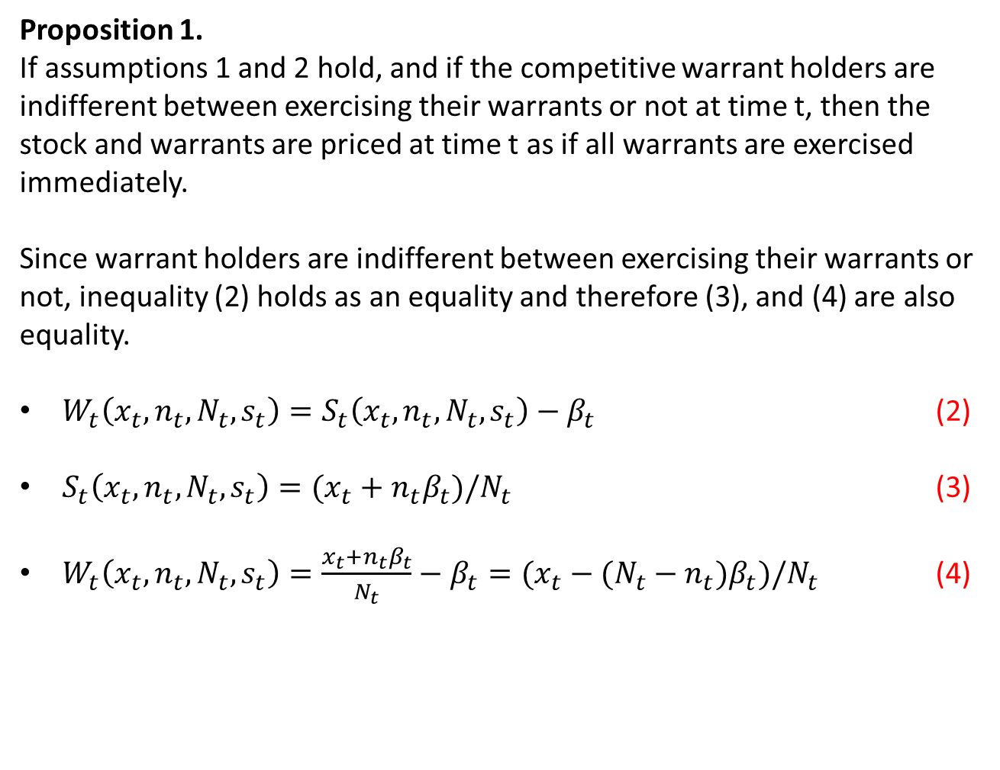 Proposition 1.
If assumptions 1 and 2 hold, and if the competitive warrant holders are
indifferent between exercising their warrants or not at time t, then the
stock and warrants are priced at time t as if all warrants are exercised
immediately.
Since warrant holders are indifferent between exercising their warrants or
not, inequality (2) holds as an equality and therefore (3), and (4) are also
equality.
• $W_t(x_t, n_t, N_t, s_t) = S_t(x_t, n_t, N_t, s_t) - \beta_t$ (2)
• $S_t(x_t, n_t, N_t, s_t) = (x_t + n_t\beta_t)/N_t$ (3)
• $W_t(x_t, n_t, N_t, s_t) = \frac{x_t + n_t\beta_t}{N_t} - \beta_t = (x_t - (N_t - n_t)\beta_t)/N_t$ (4)